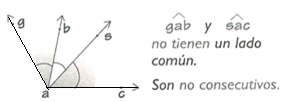 g
b
s
a
c
gab y sac
no tienen un lado
común.
Son no consecutivos.